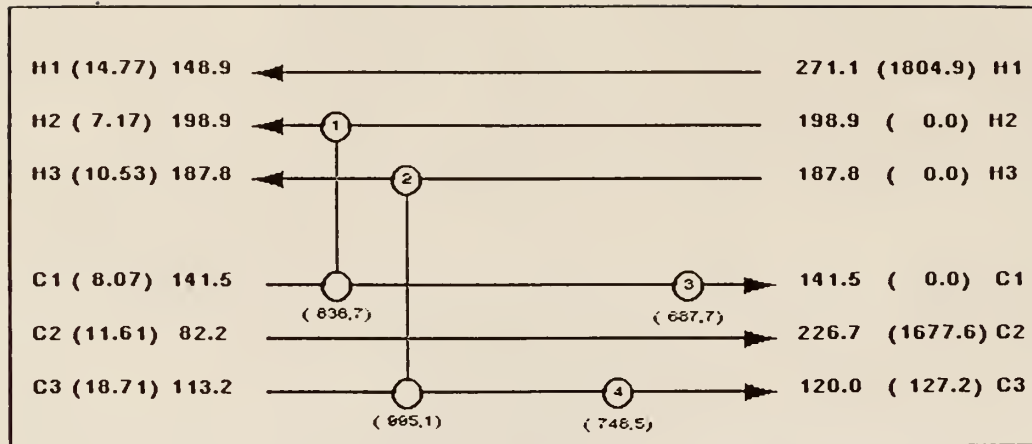 H1 (14.77) 148.9 271.1 (1804.9) H1
H2 ( 7.17) 198.9 1 198.9 ( 0.0) H2
H3 (10.53) 187.8 2 187.8 ( 0.0) H3
C1 ( 8.07) 141.5 3 141.5 ( 0.0) C1
(836.7) (687.7)
C2 (11.61) 82.2 226.7 (1677.6) C2
C3 (18.71) 113.2 4 120.0 ( 127.2) C3
(995.1) (748.5)